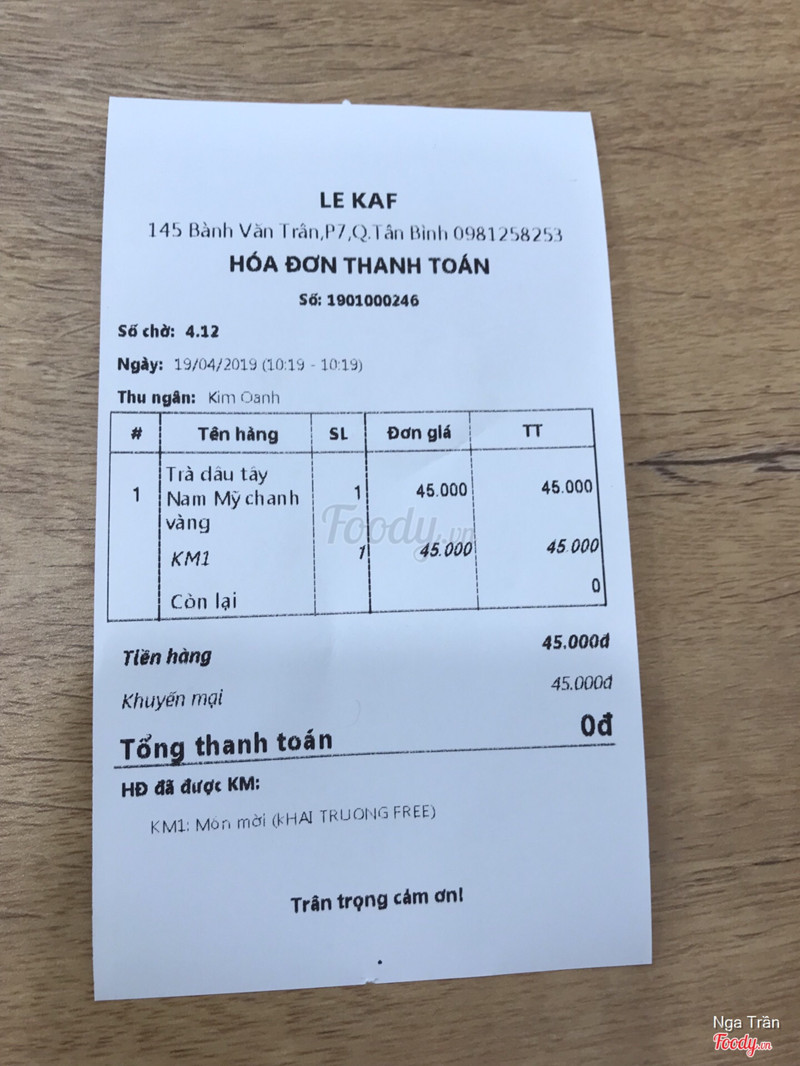 LE KAF
145 Bành Văn Trân,P7,Q.Tân Bình 0981258253
HÓA ĐƠN THANH TOÁN
Số: 1901000246
Số chờ: 4.12
Ngày: 19/04/2019 (10:19 - 10:19)
Thu ngân: Kim Oanh
# Tên hàng SL Đơn giá TT
1 Trà dâu tây Nam Mỹ chanh vàng 1 45.000 45.000
KM1 1 45.000 45.000
Còn lại 0
Tiền hàng 45.000đ
Khuyến mại 45.000đ
Tổng thanh toán 0đ
HĐ đã được KM:
KM1: Món mời (kHAI TRUONG FREE)
Trân trọng cảm ơn!
Foody.vn
Nga Trần
Foody.vn